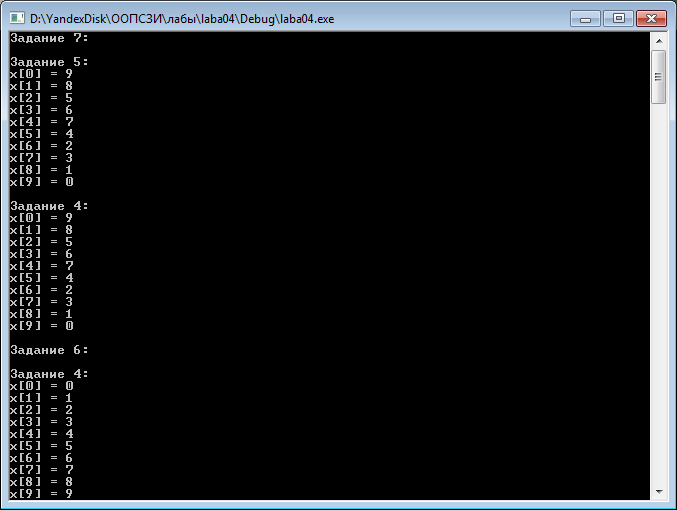 D:\YandexDisk\ООПСЗИ\лабы\laba04\Debug\laba04.exe
Задание 7:
Задание 5:
x[0] = 9
x[1] = 8
x[2] = 5
x[3] = 6
x[4] = 7
x[5] = 4
x[6] = 2
x[7] = 3
x[8] = 1
x[9] = 0
Задание 4:
x[0] = 9
x[1] = 8
x[2] = 5
x[3] = 6
x[4] = 7
x[5] = 4
x[6] = 2
x[7] = 3
x[8] = 1
x[9] = 0
Задание 6:
Задание 4:
x[0] = 0
x[1] = 1
x[2] = 2
x[3] = 3
x[4] = 4
x[5] = 5
x[6] = 6
x[7] = 7
x[8] = 8
x[9] = 9